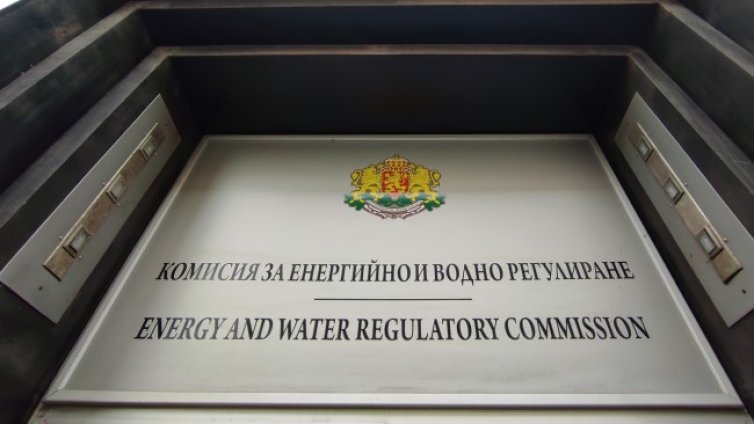 КОМИСИЯ ЗА ЕНЕРГИЙНО И ВОДНО РЕГУЛИРАНЕ
ENERGY AND WATER REGULATORY COMMISSION